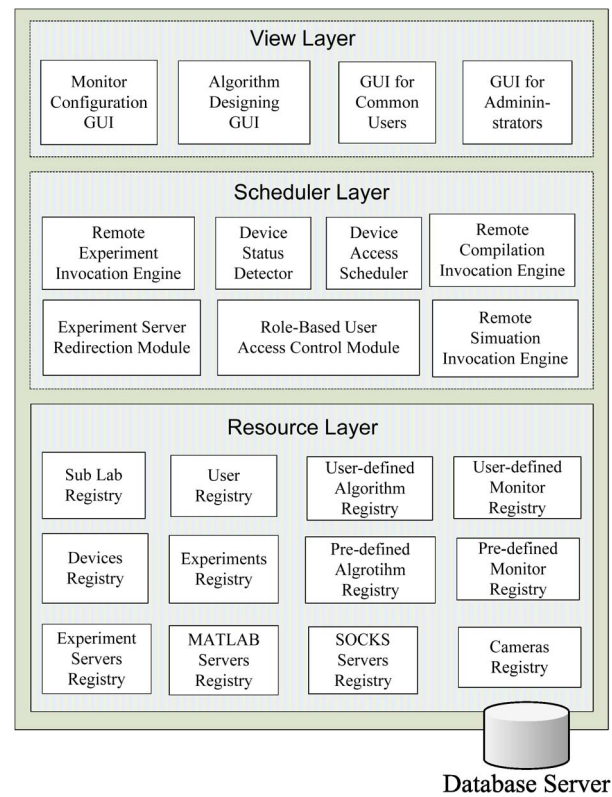 View Layer
Monitor
Configuration
GUI
Algorithm
Designing
GUI
GUI for
Common
Users
GUI for
Admininin-
strators
Scheduler Layer
Remote
Experiment
Invocation Engine
Device
Status
Detector
Device
Access
Scheduler
Remote
Compilation
Invocation Engine
Experiment Server
Redirection Module
Role-Based User
Access Control Module
Remote
Simuation
Invocation Engine
Resource Layer
Sub Lab
Registry
User
Registry
User-defined
Algorithm
Registry
User-defined
Monitor
Registry
Devices
Registry
Experiments
Registry
Pre-defined
Algrotihm
Registry
Pre-defined
Monitor
Registry
Experiment
Servers
Registry
MATLAB
Servers
Registry
SOCKS
Servers
Registry
Cameras
Registry
Database Server